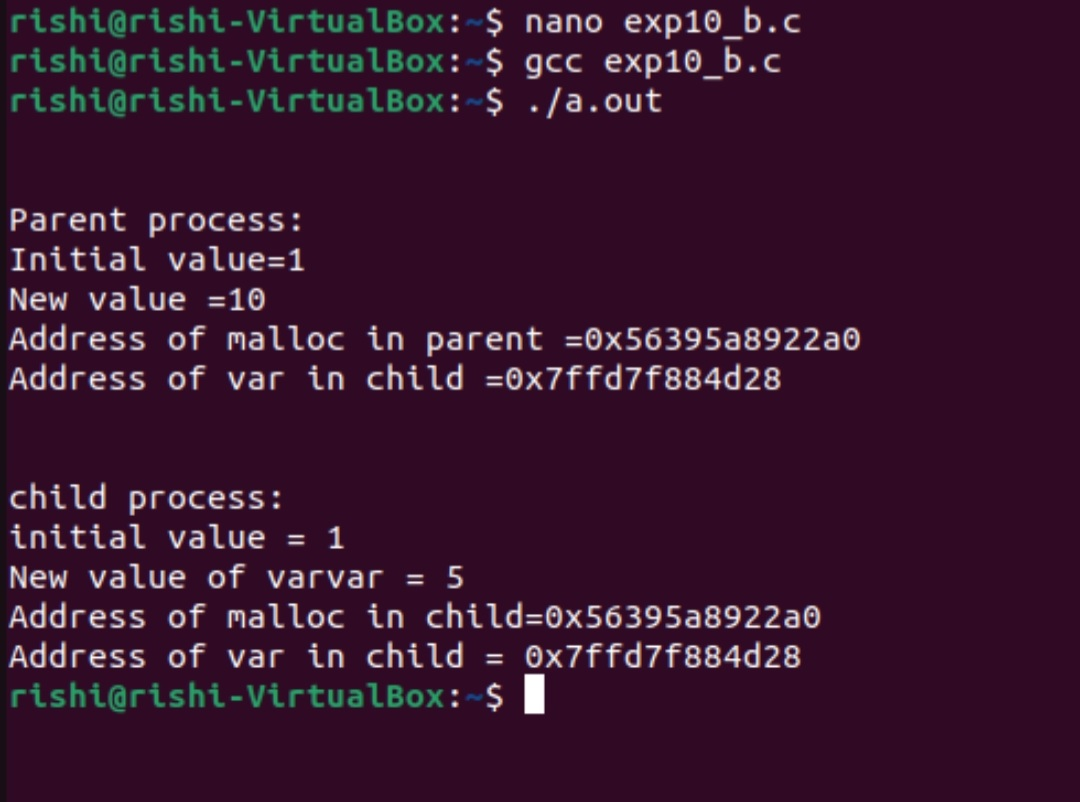 rishi@rishi-VirtualBox:~$ nano exp10_b.c
rishi@rishi-VirtualBox:~$ gcc exp10_b.c
rishi@rishi-VirtualBox:~$ ./a.out
Parent process:
Initial value=1
New value =10
Address of malloc in parent =0x56395a8922a0
Address of var in child =0x7ffd7f884d28
child process:
initial value = 1
New value of varvar = 5
Address of malloc in child=0x56395a8922a0
Address of var in child = 0x7ffd7f884d28
rishi@rishi-VirtualBox:~$